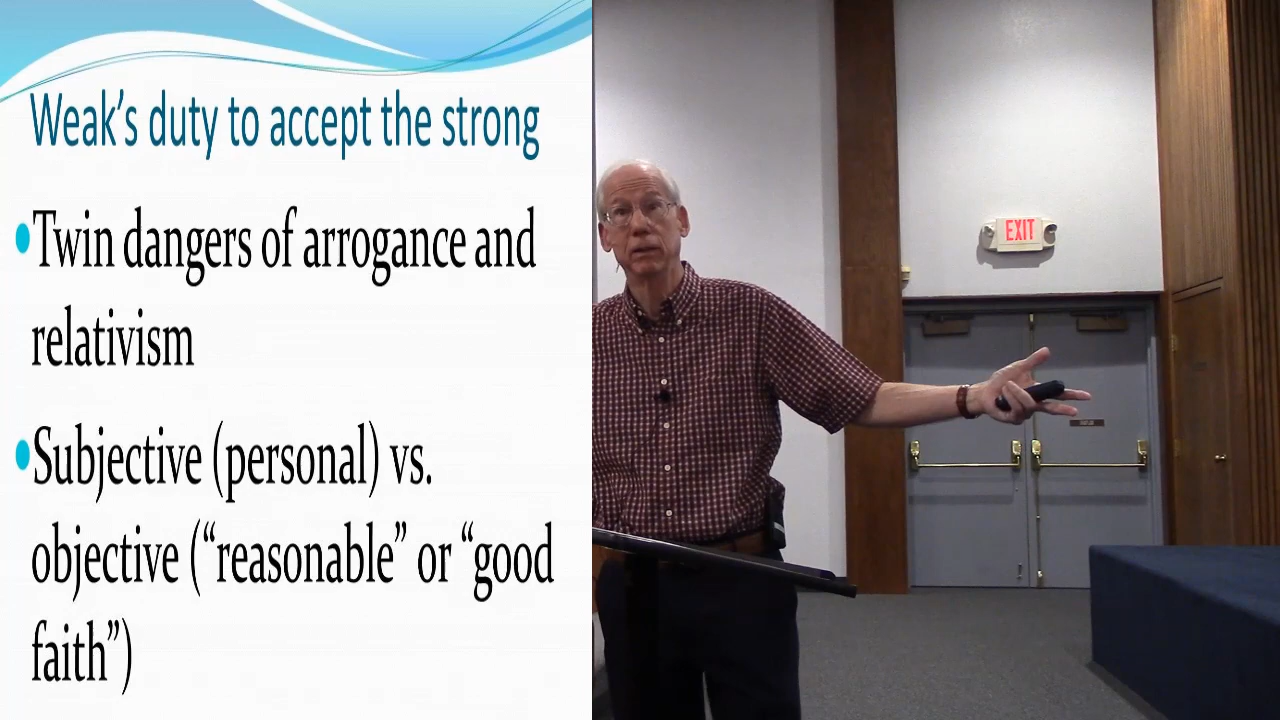 Weak’s duty to accept the strong
•Twin dangers of arrogance and
relativism
•Subjective (personal) vs.
objective (“reasonable” or “good
faith”)
EXIT